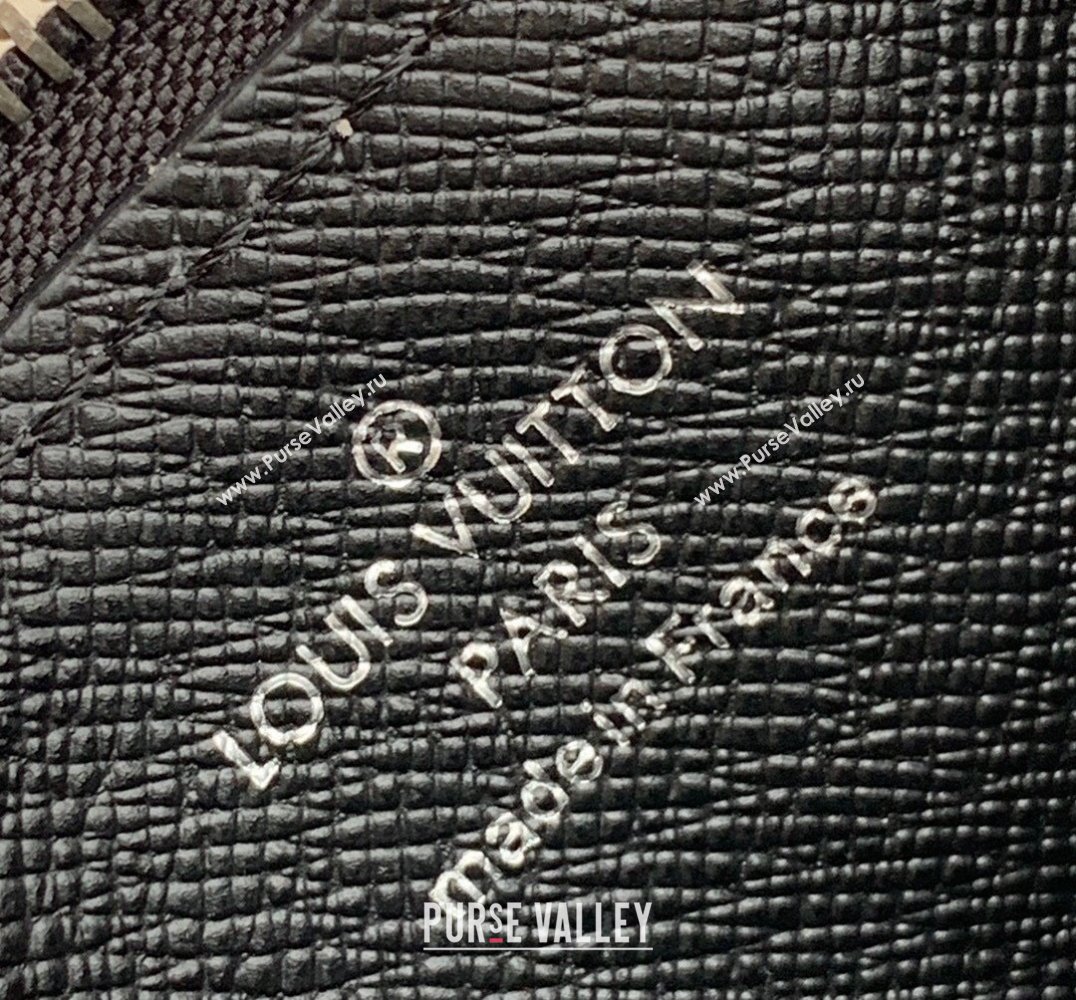 ®
LOUIS VUITTON
PARIS
made in France
www.PurseValley.ru
www.PurseValley.ru
PURSE VALLEY